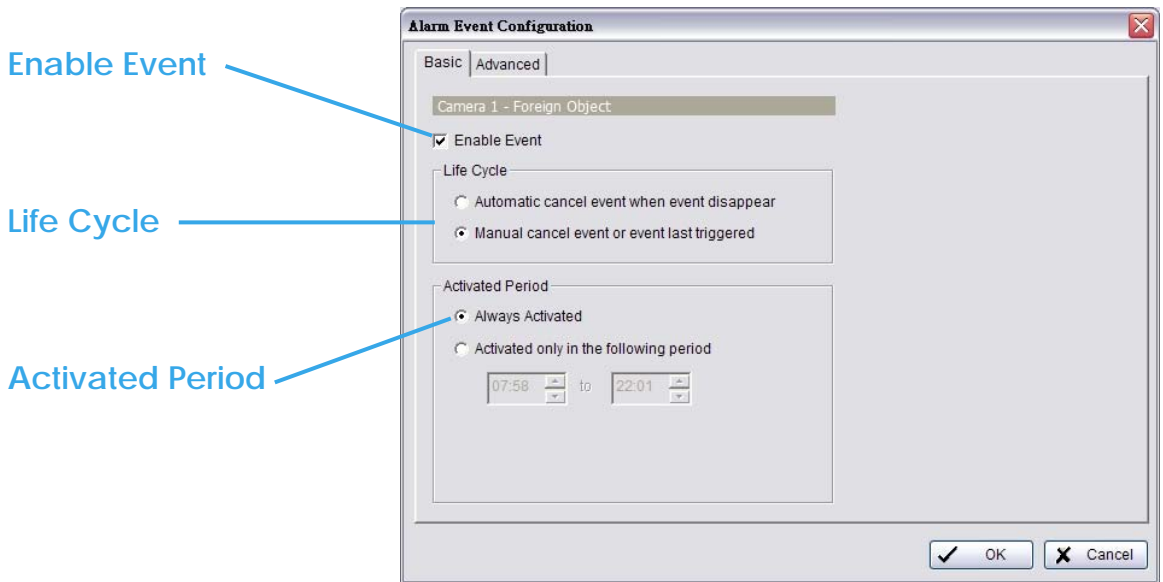 Alarm Event Configuration
Enable Event
Basic Advanced
Camera 1 - Foreign Object
Enable Event
Life Cycle
Automatic cancel event when event disappear
Life Cycle
Manual cancel event or event last triggered
Activated Period
Always Activated
Activated only in the following period
Activated Period
07:58 to 22:01
OK Cancel